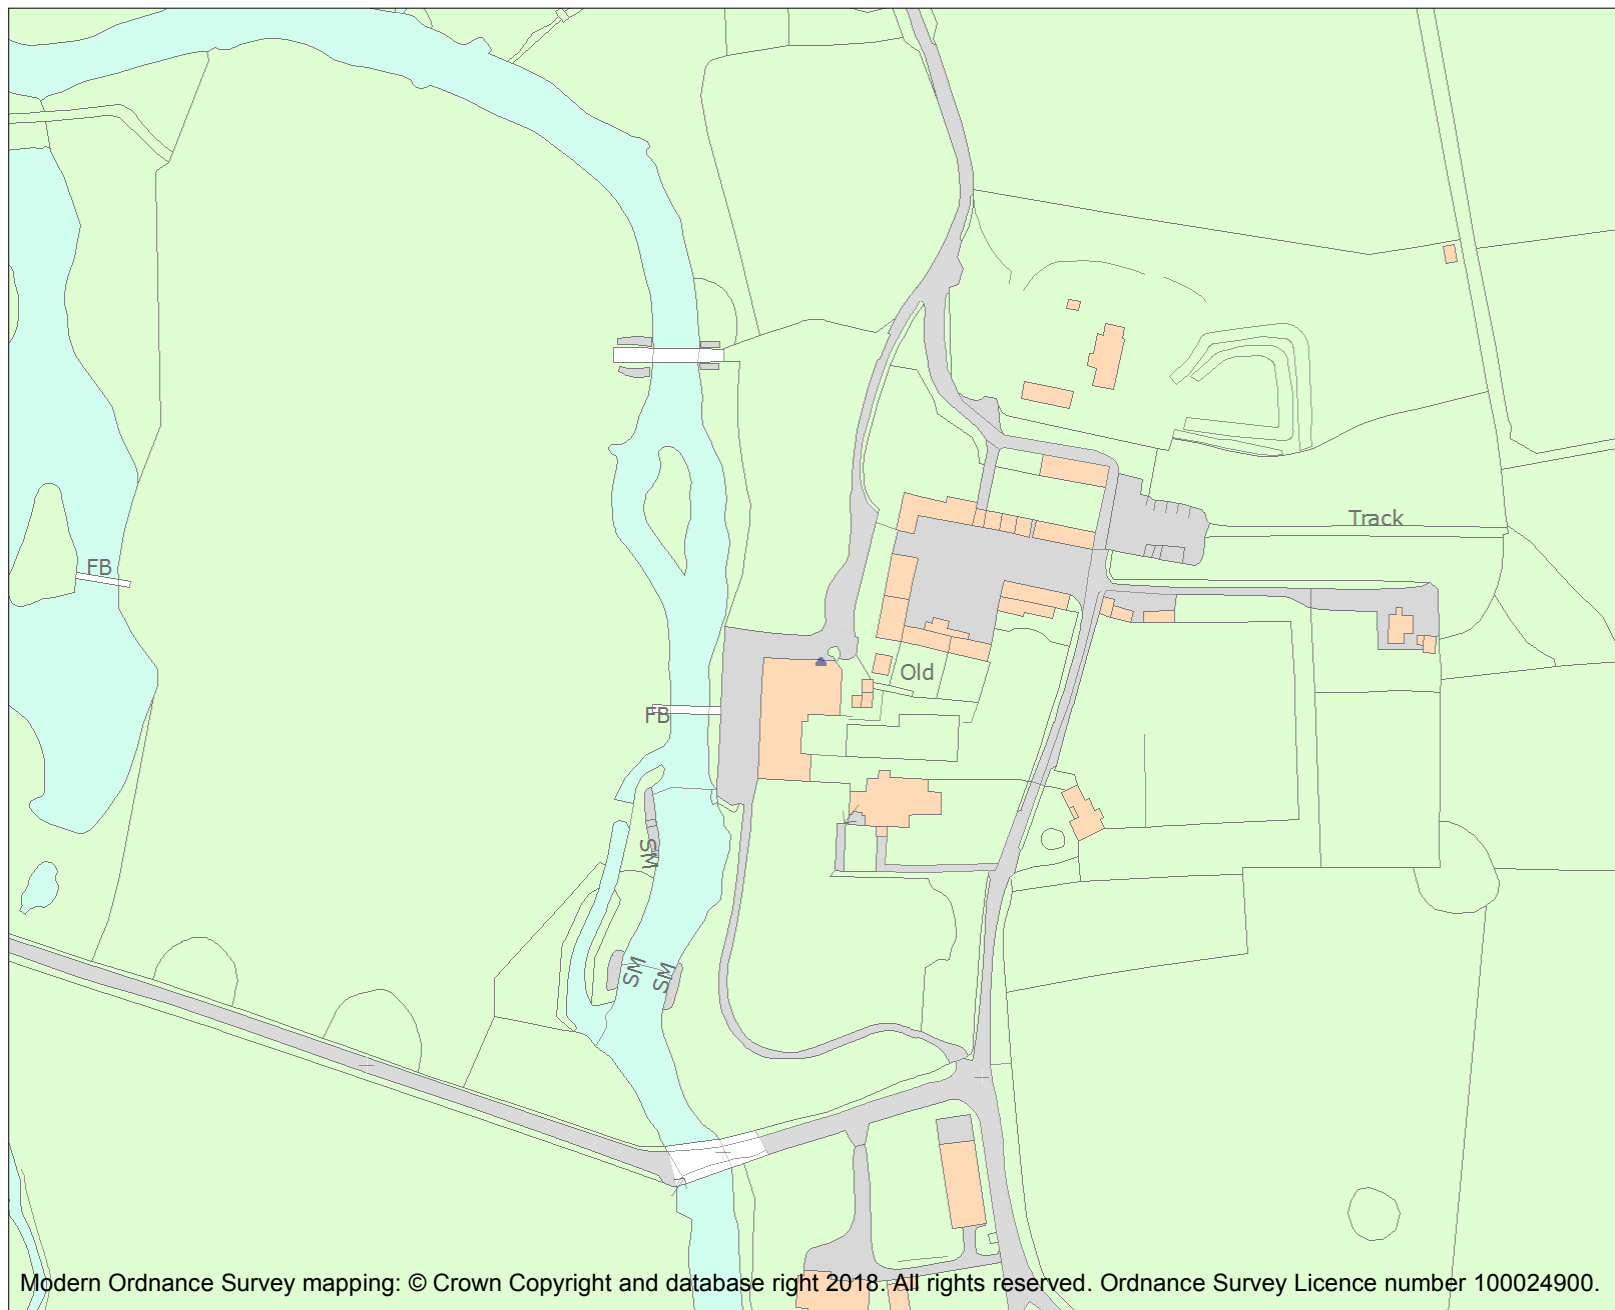 Track
FB
Old
FB
SM
SM
SM
Modern Ordnance Survey mapping: © Crown Copyright and database right 2018. All rights reserved. Ordnance Survey Licence number 100024900.